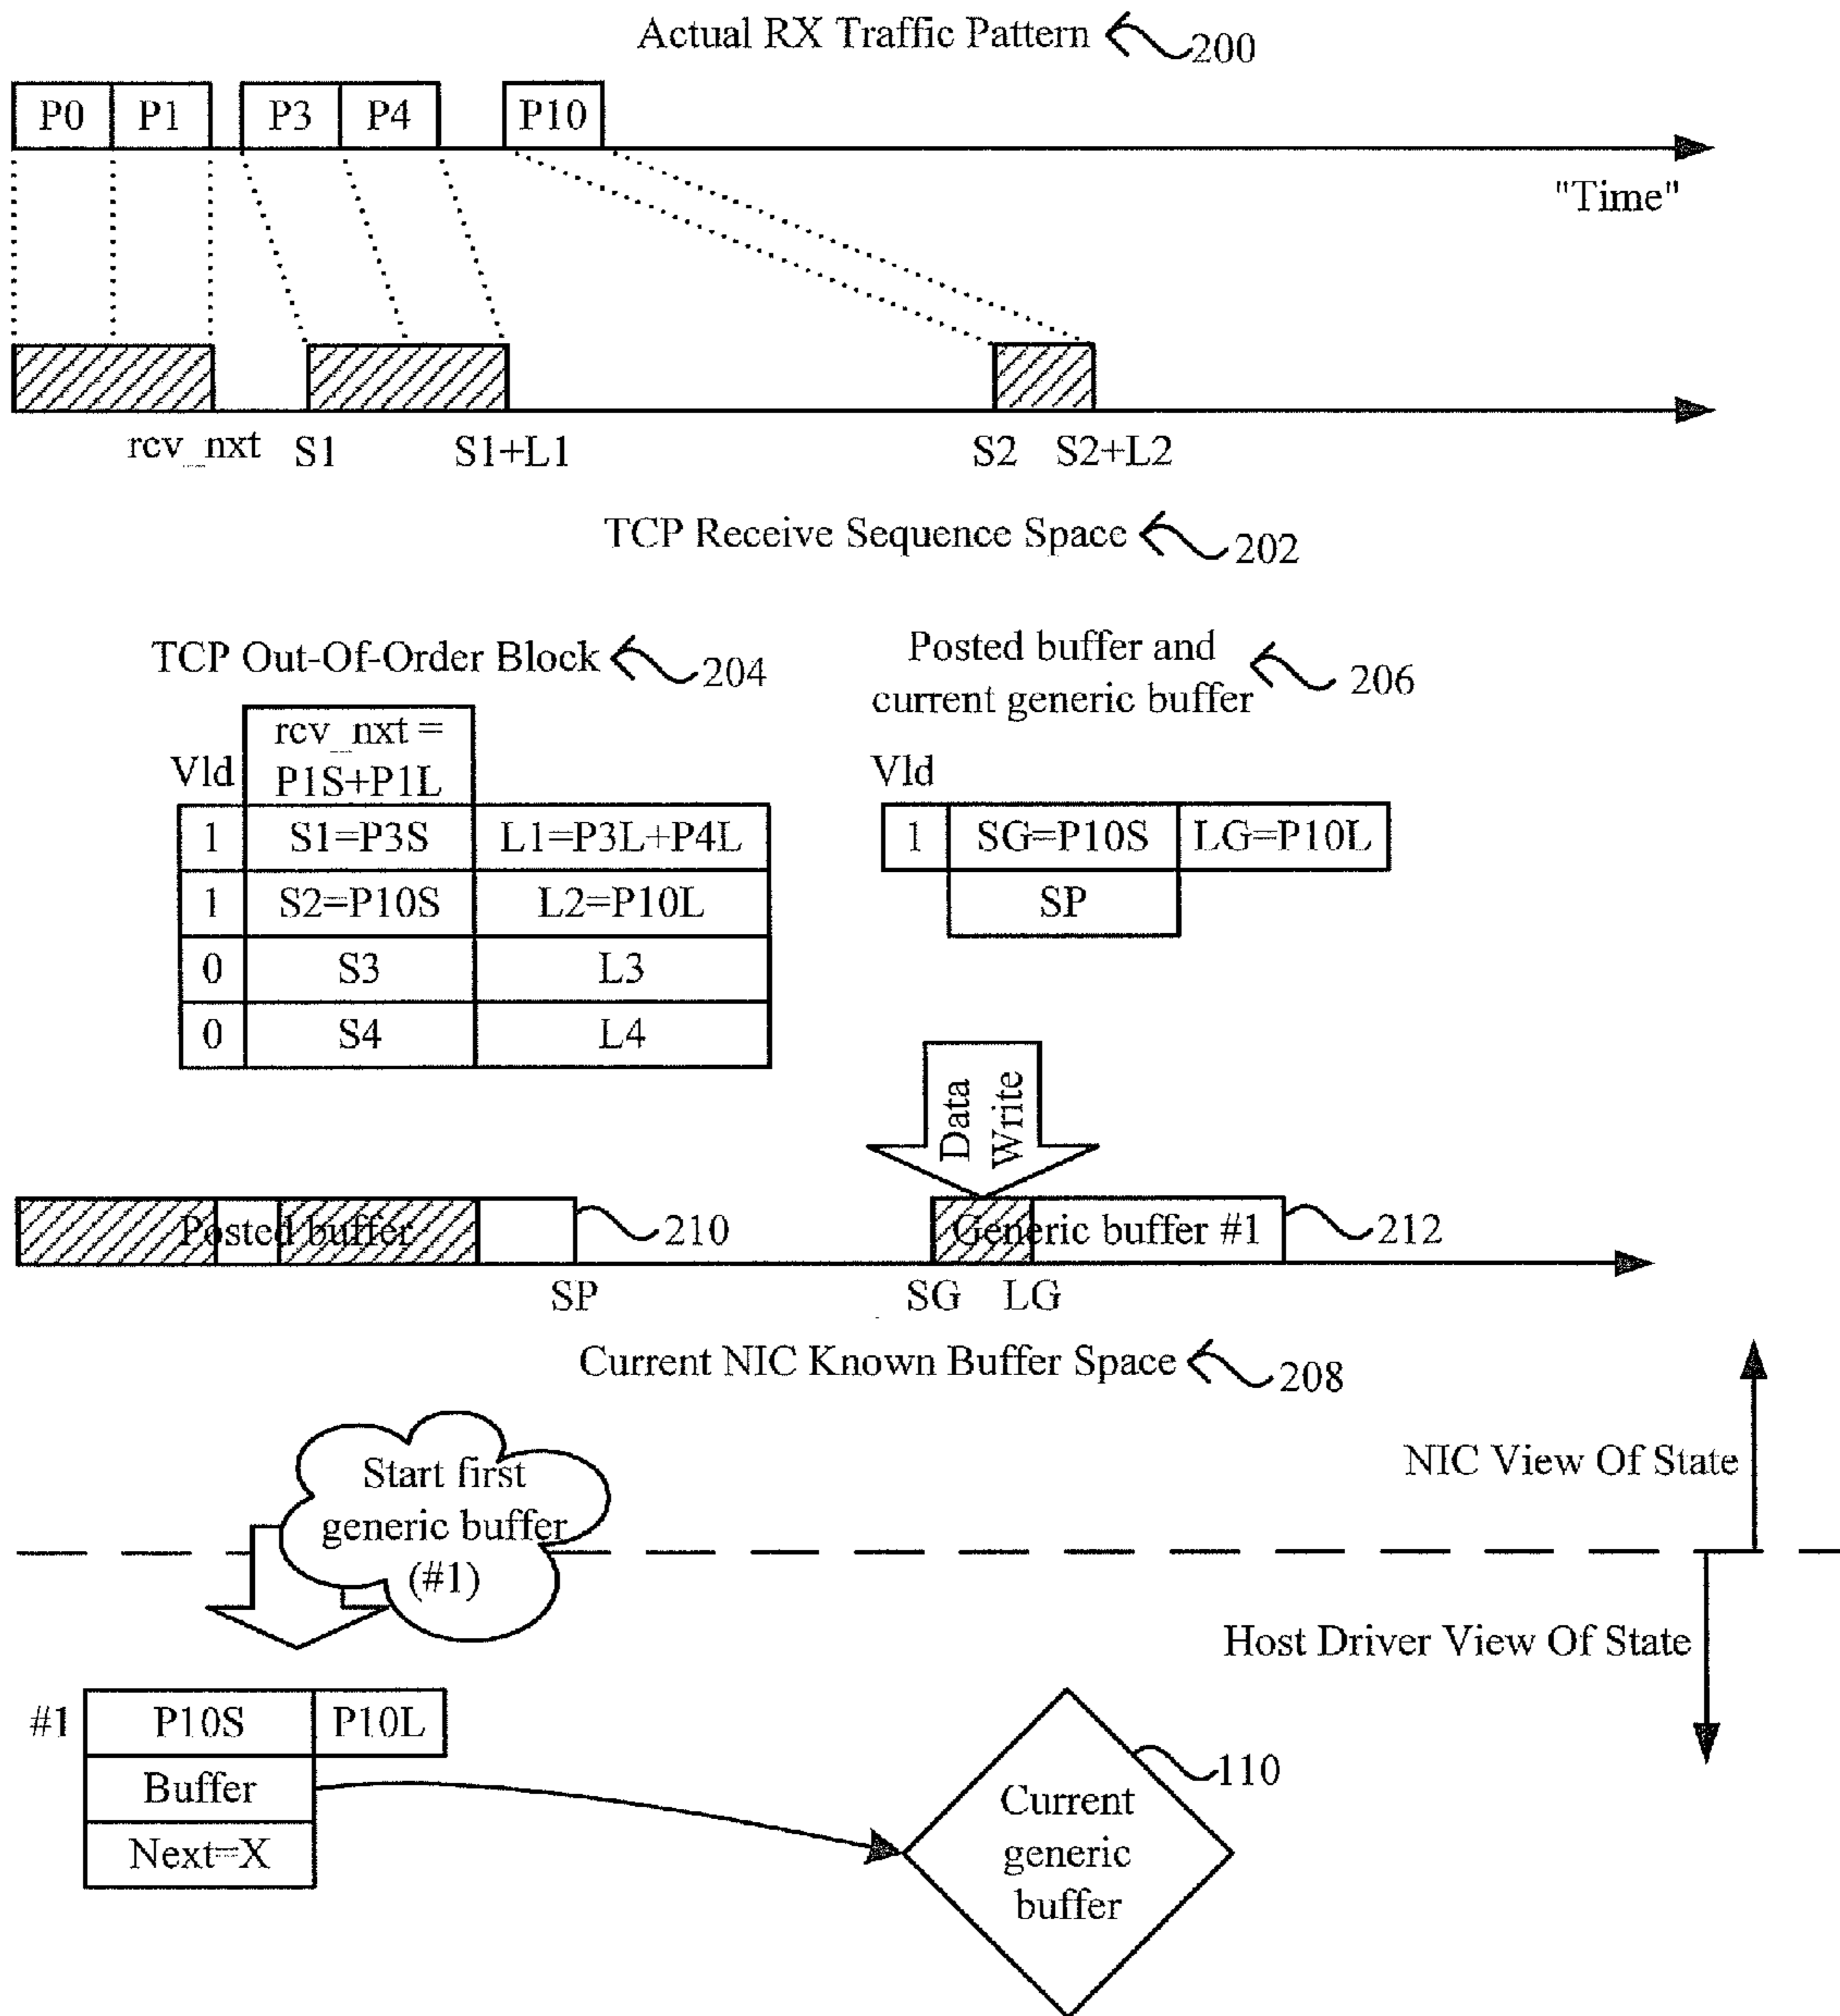 Actual RX Traffic Pattern 200
P0 P1 P3 P4 P10
"Time"
rcv_nxt S1 S1+L1 S2 S2+L2
TCP Receive Sequence Space 202
TCP Out-Of-Order Block 204
Posted buffer and
current generic buffer 206
rcv_nxt =
Vld P1S+P1L
1 S1=P3S L1=P3L+P4L
1 S2=P10S L2=P10L
0 S3 L3
0 S4 L4
Vld
1 SG=P10S LG=P10L
SP
Data
Write
Posted buffer 210 Generic buffer #1 212
SP SG LG
Current NIC Known Buffer Space 208
NIC View Of State
Start first
generic buffer
(#1)
Host Driver View Of State
#1 P10S P10L
Buffer
Next=X
110
Current
generic
buffer